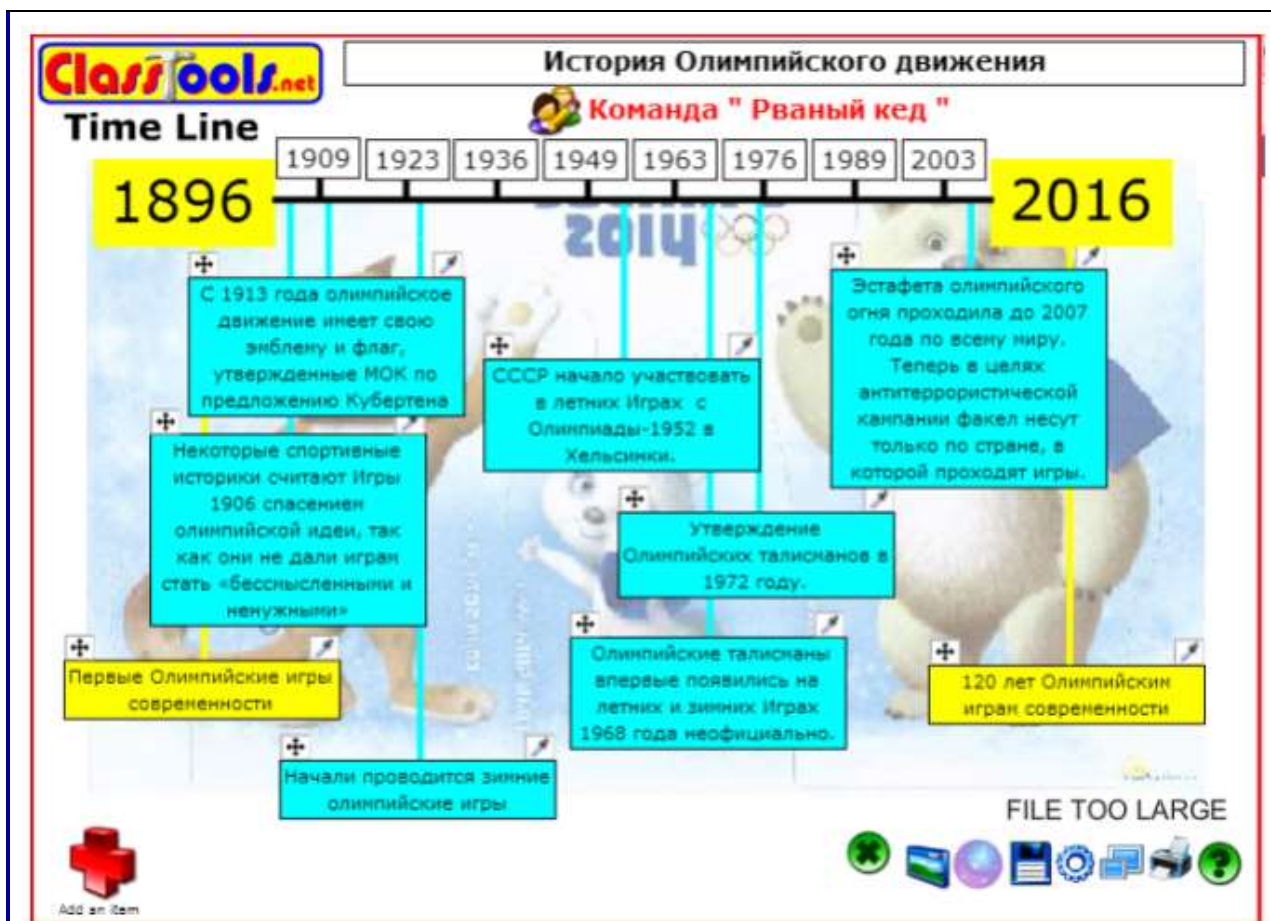 ClassTools.net
История Олимпийского движения
Команда " Рваный кед "
Time Line
1896
1909
1923
1936
1949
1963
1976
1989
2003
2016
2014
С 1913 года олимпийское
движение имеет свою
эмблему и флаг,
утвержденные МОК по
предложению Кубертена
Эстафета олимпийского
огня проходила до 2007
года по всему миру.
Теперь в целях
антитеррористической
кампании факел несут
только по стране, в
которой проходят игры.
СССР начало участвовать
в летних Играх с
Олимпиады-1952 в
Хельсинки.
Некоторые спортивные
историки считают Игры
1906 спасением
олимпийской идеи, так
как они не дали играм
стать «бессмысленными и
ненужными»
Утверждение
Олимпийских талисманов в
1972 году.
Олимпийские талисманы
впервые появились на
летних и зимних Играх
1968 года неофициально.
Первые Олимпийские игры
современности
120 лет Олимпийским
играм современности
Начали проводится зимние
олимпийские игры
FILE TOO LARGE
Add an item